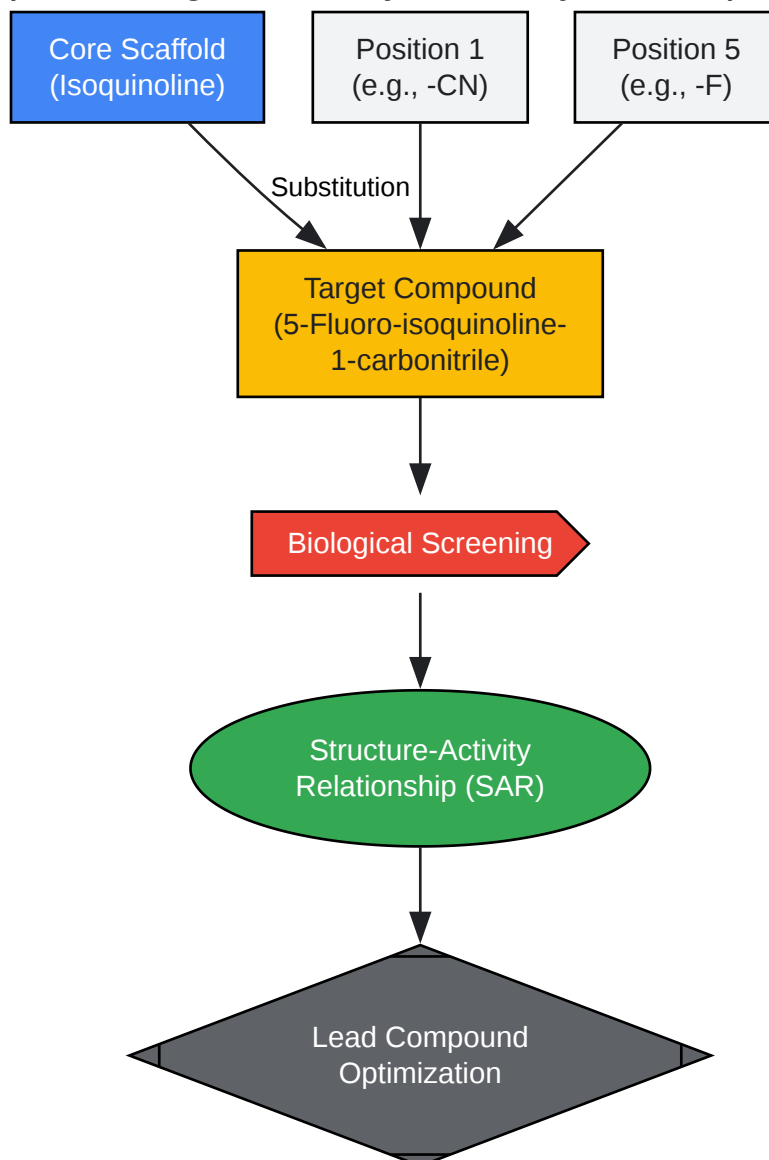 Core Scaffold
(Isoquinoline)
Position 1
(e.g., -CN)
Position 5
(e.g., -F)
Substitution
Target Compound
(5-Fluoro-isoquinoline-
1-carbonitrile)
Biological Screening
Structure-Activity
Relationship (SAR)
Lead Compound
Optimization